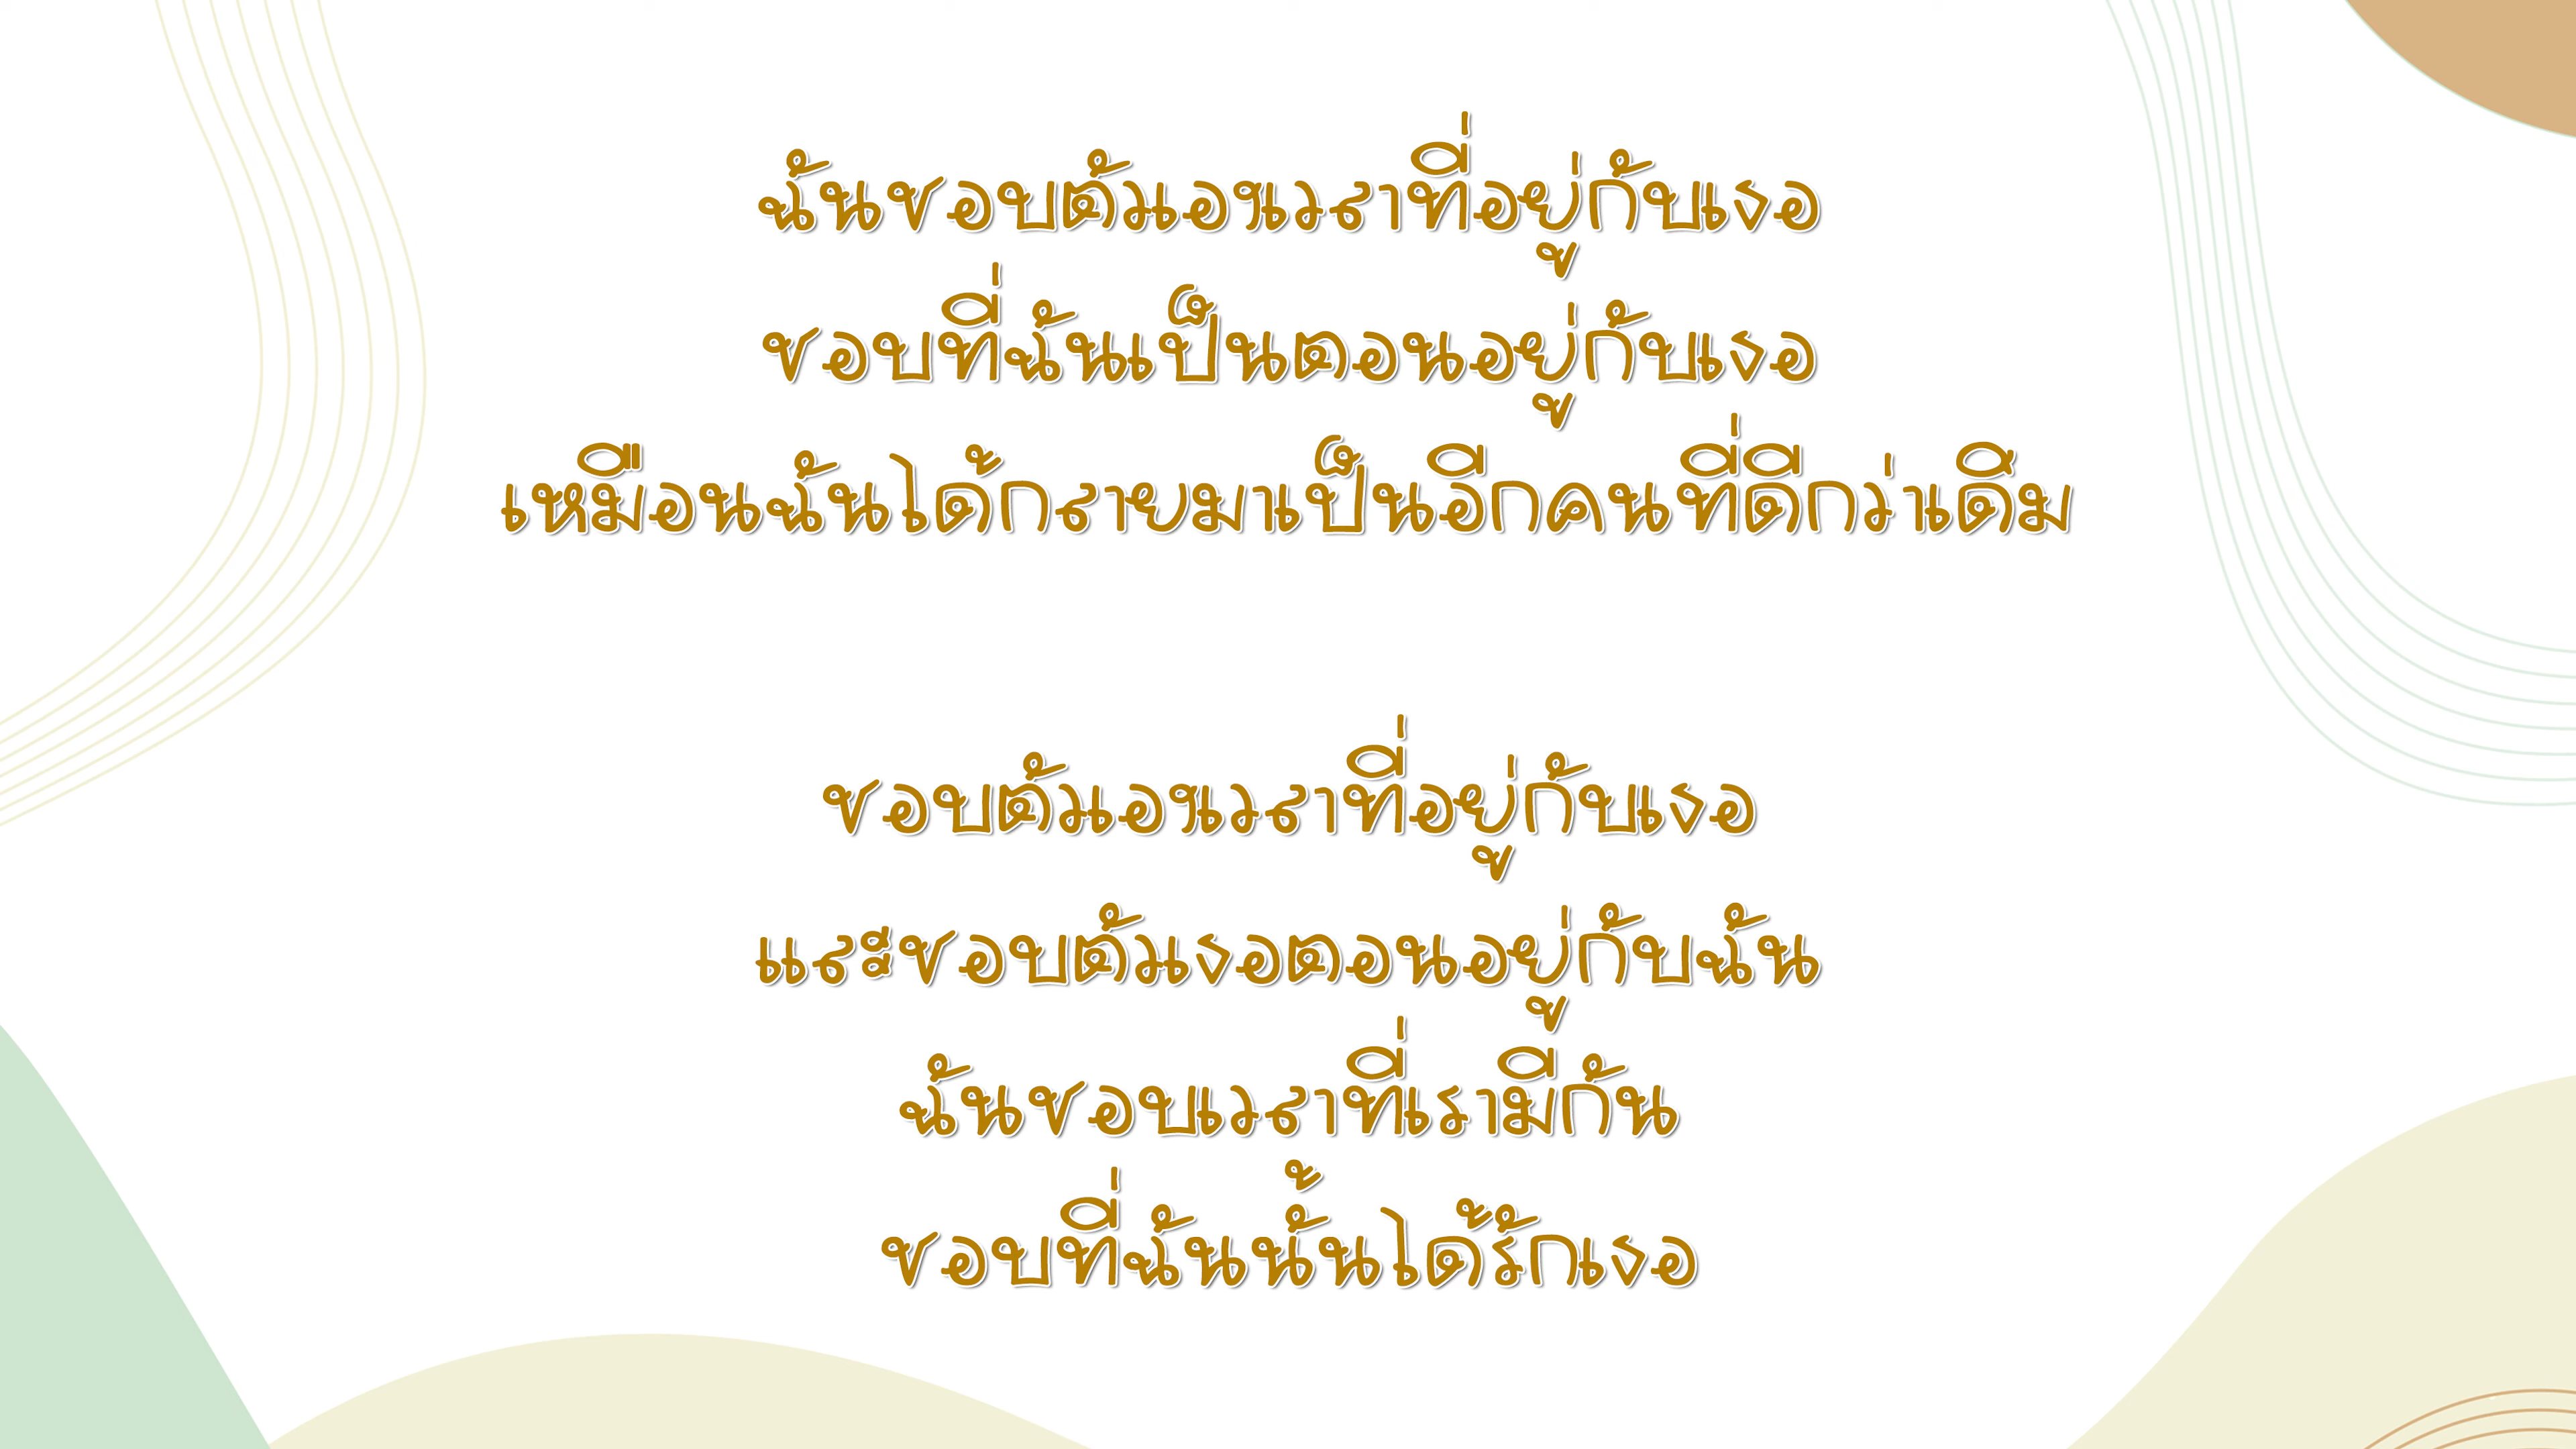 ฉันชอบตัวเองเวลาที่อยู่กับเธอ
ชอบที่ฉันเป็นตอนอยู่กับเธอ
เหมือนฉันได้กลายมาเป็นอีกคนที่ดีกว่าเดิม
ชอบตัวเองเวลาที่อยู่กับเธอ
และชอบตัวเธอตอนอยู่กับฉัน
ฉันชอบเวลาที่เรามีกัน
ชอบที่ฉันนั้นได้รักเธอ